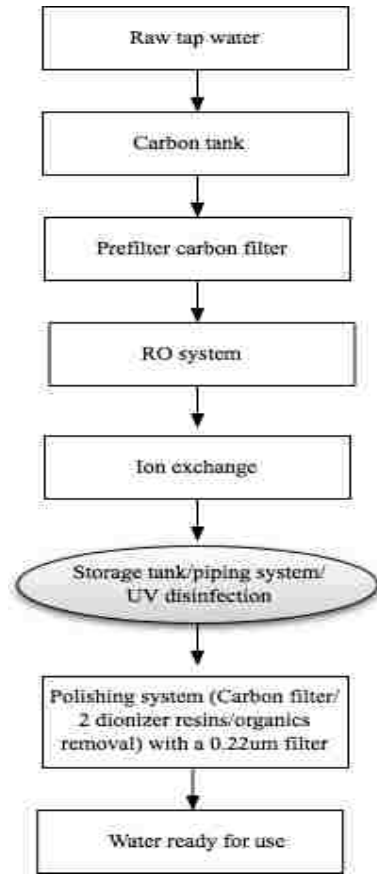 Raw tap water
Carbon tank
Prefilter carbon filter
RO system
Ion exchange
Storage tank/piping system/
UV disinfection
Polishing system (Carbon filter/
2 dionizer resins/organics
removal) with a 0.22um filter
Water ready for use